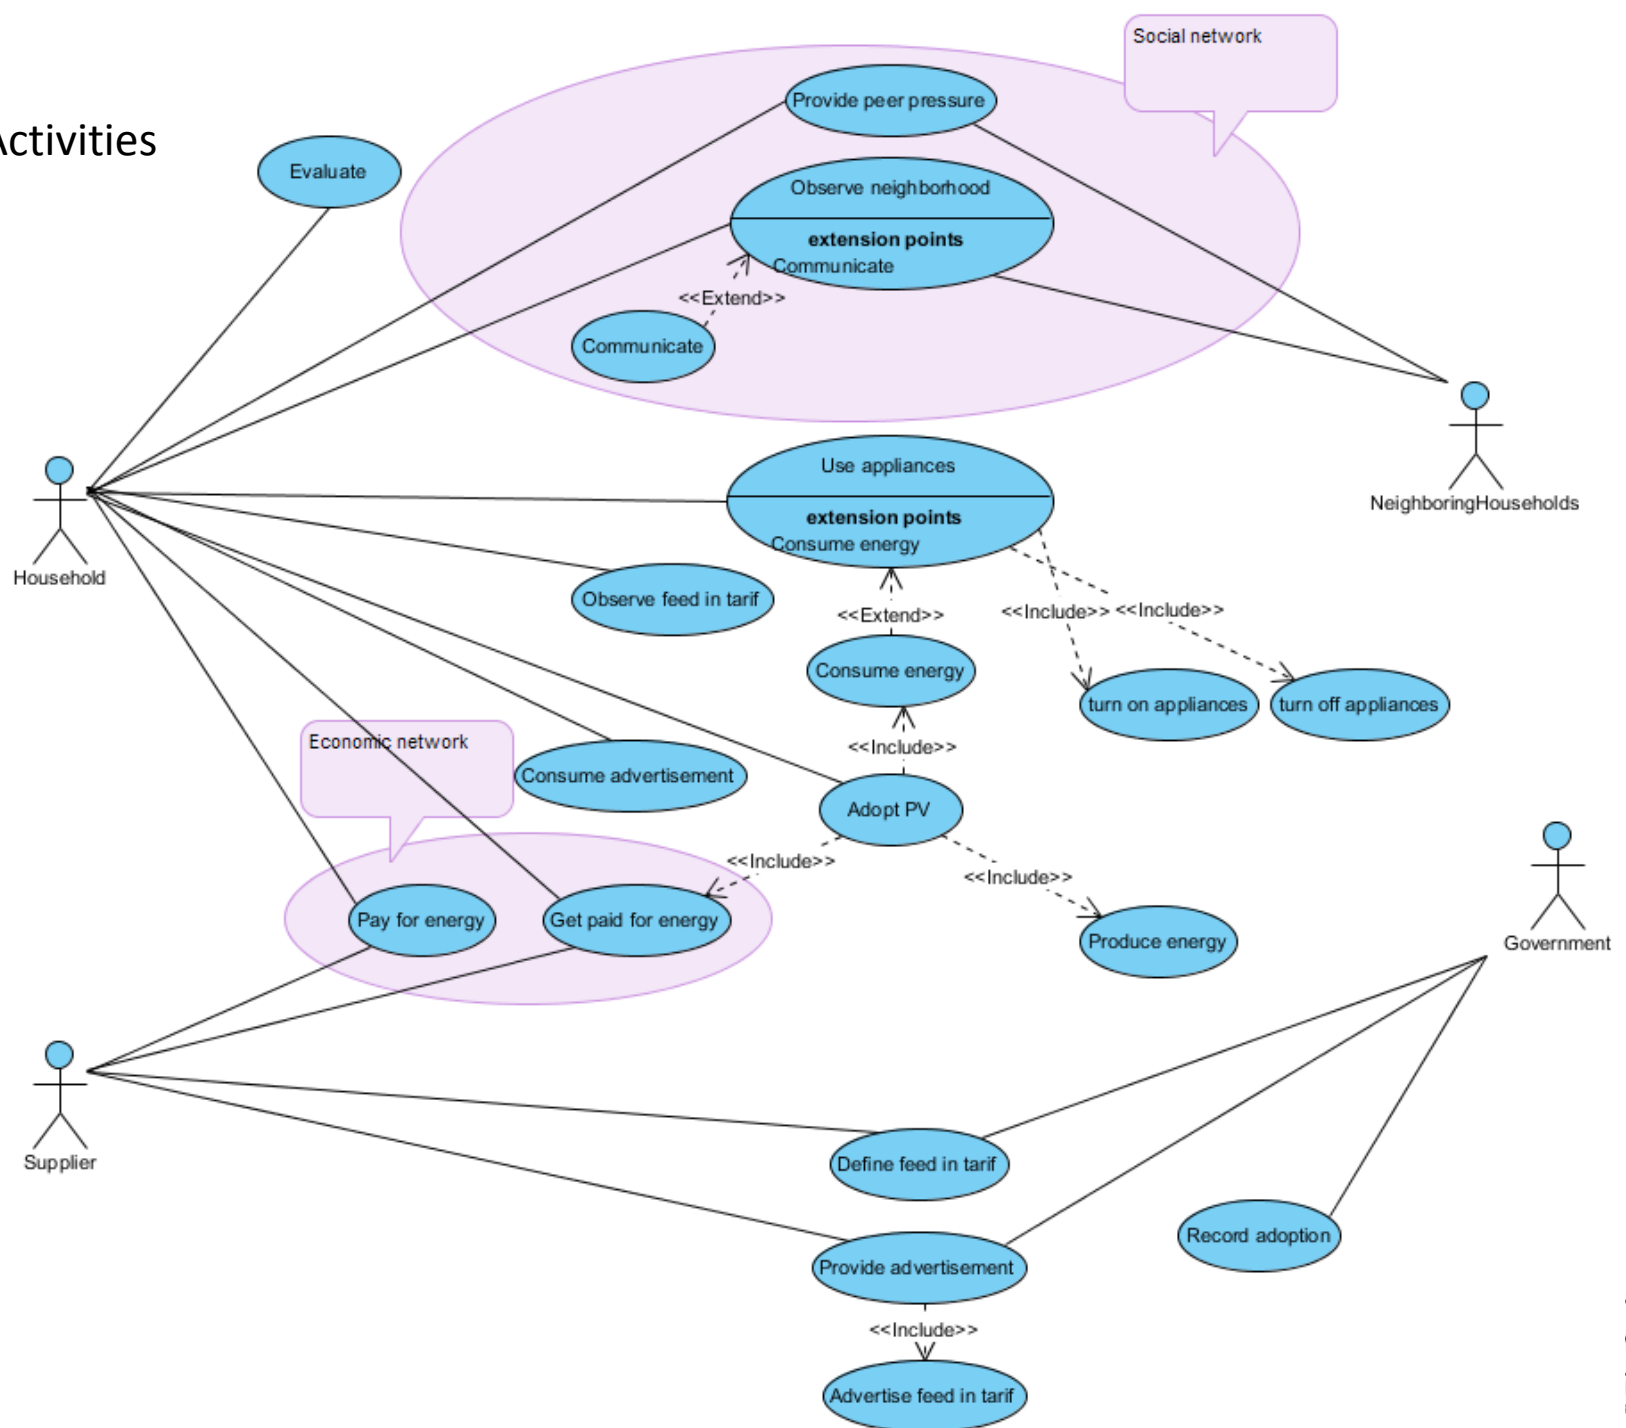 Social network
Provide peer pressure
Activities
Evaluate
Observe neighborhood
extension points
Communicate
<<Extend>>
Communicate
Use appliances
extension points
Consume energy
NeighboringHouseholds
Household
Observe feed in tarif
<<Extend>>
<<Include>>
<<Include>>
Consume energy
turn on appliances
turn off appliances
Economic network
<<Include>>
Consume advertisement
Adopt PV
<<Include>>
<<Include>>
Pay for energy
Get paid for energy
Produce energy
Government
Supplier
Define feed in tarif
Record adoption
Provide advertisement
<<Include>>
Advertise feed in tarif